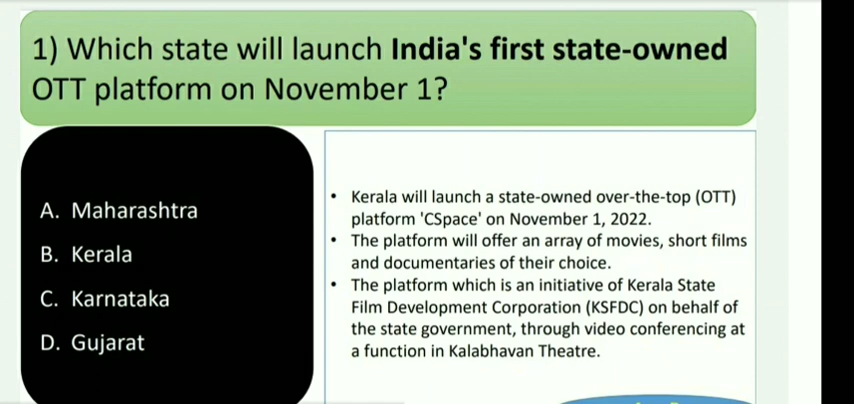 1) Which state will launch India's first state-owned
OTT platform on November 1?
A. Maharashtra
B. Kerala
C. Karnataka
D. Gujarat
• Kerala will launch a state-owned over-the-top (OTT)
platform 'CSpace' on November 1, 2022.
• The platform will offer an array of movies, short films
and documentaries of their choice.
• The platform which is an initiative of Kerala State
Film Development Corporation (KSFDC) on behalf of
the state government, through video conferencing at
a function in Kalabhavan Theatre.